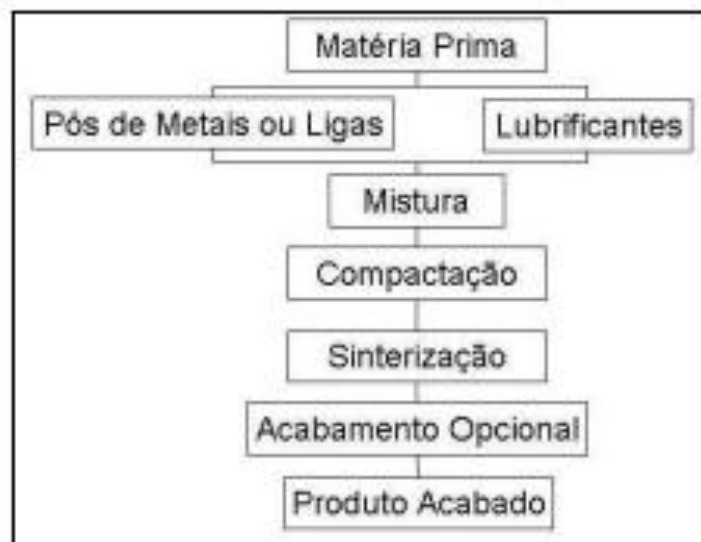 Matéria Prima
Pós de Metais ou Ligas
Lubrificantes
Mistura
Compactação
Sinterização
Acabamento Opcional
Produto Acabado